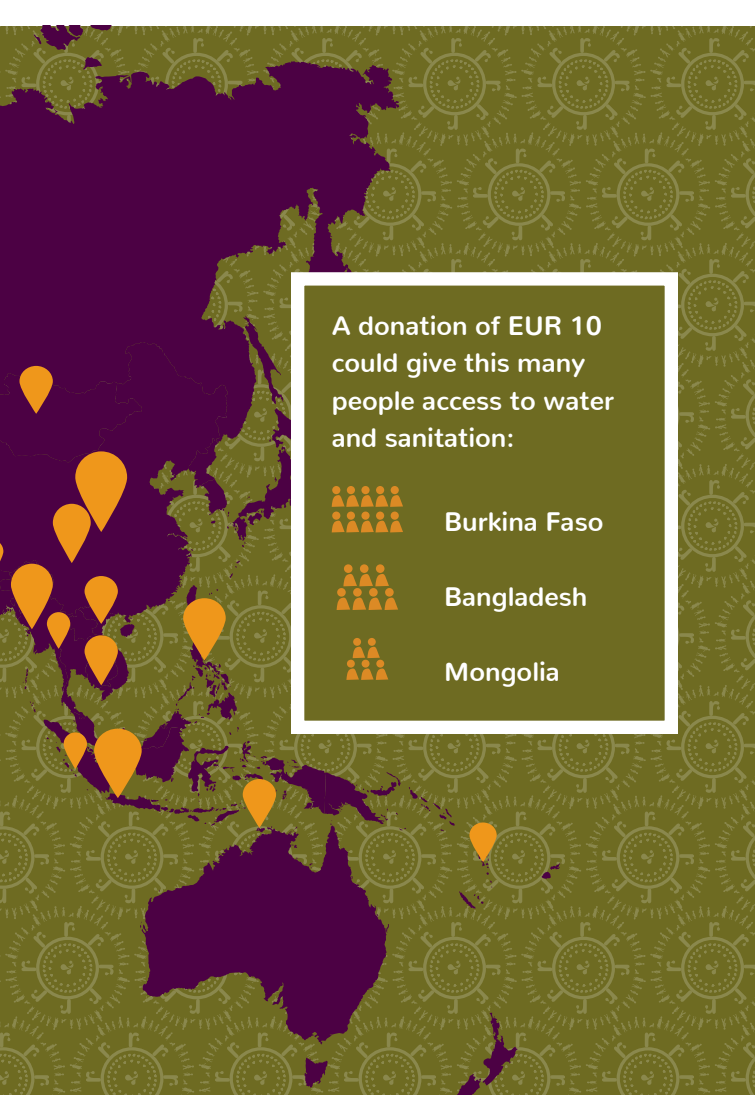 A donation of EUR 10
could give this many
people access to water
and sanitation:
Burkina Faso
Bangladesh
Mongolia